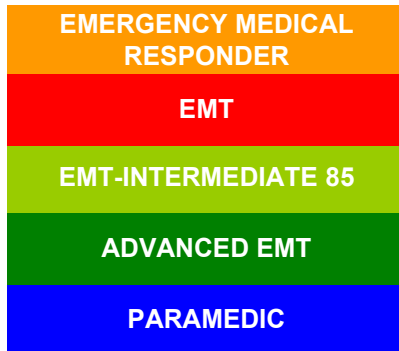 EMERGENCY MEDICAL
RESPONDER
EMT
EMT-INTERMEDIATE 85
ADVANCED EMT
PARAMEDIC